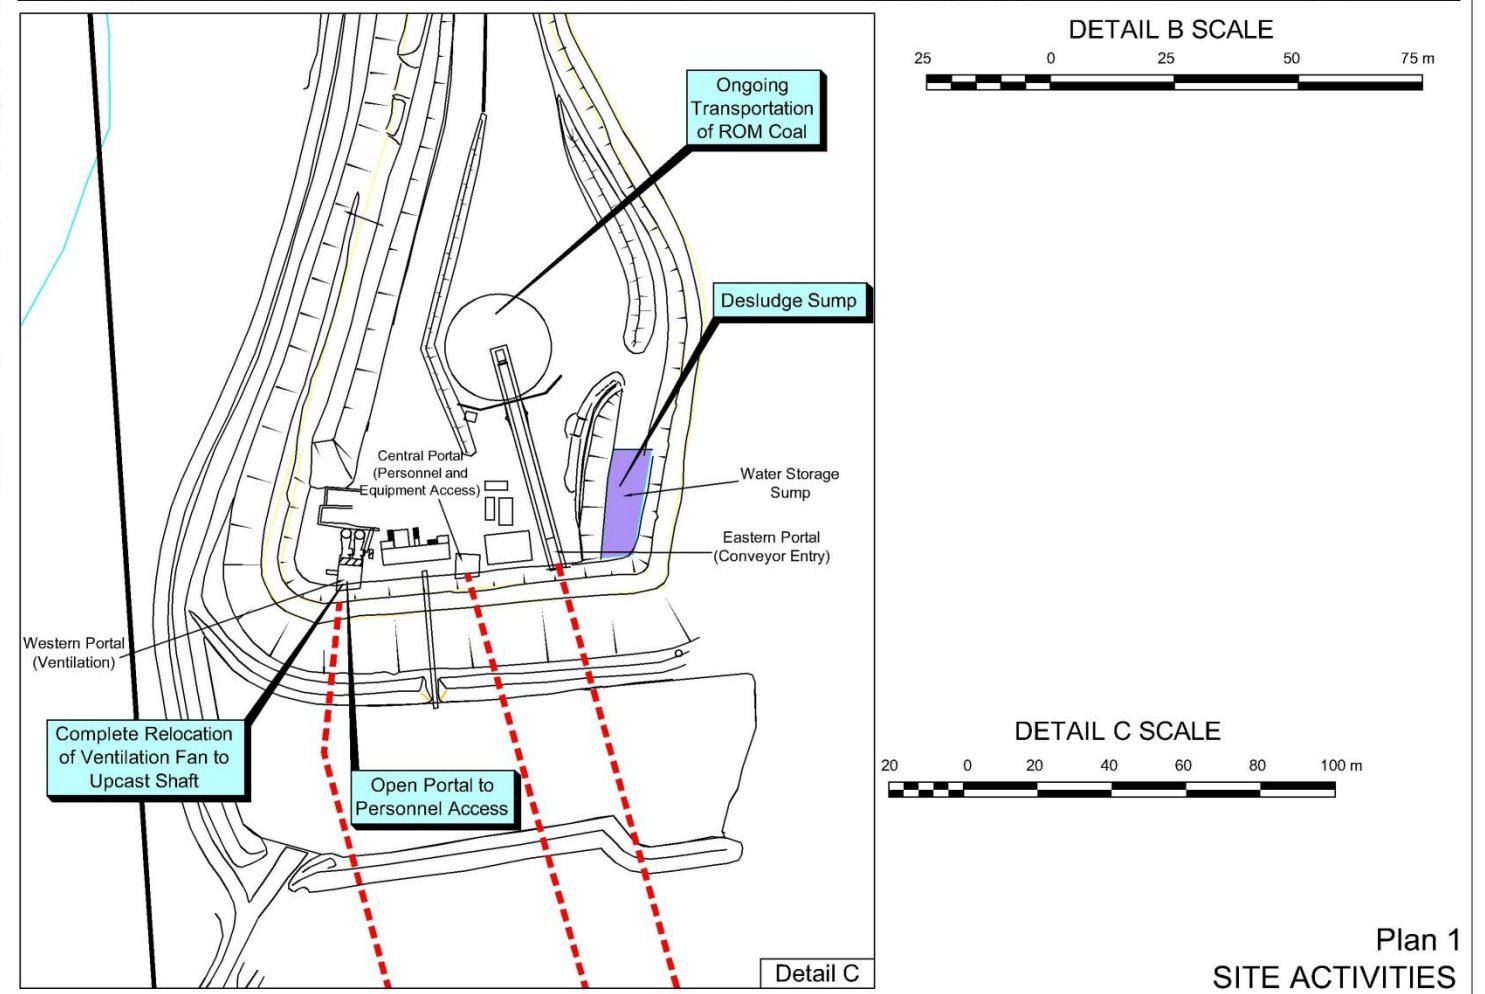 DETAIL B SCALE
25 0 25 50 75 m
Ongoing
Transportation
of ROM Coal
Desludge Sump
Central Portal
(Personnel and
Equipment Access)
Water Storage
Sump
Eastern Portal
(Conveyor Entry)
Western Portal
(Ventilation)
Complete Relocation
of Ventilation Fan to
Upcast Shaft
Open Portal to
Personnel Access
DETAIL C SCALE
20 0 20 40 60 80 100 m
Detail C
Plan 1
SITE ACTIVITIES